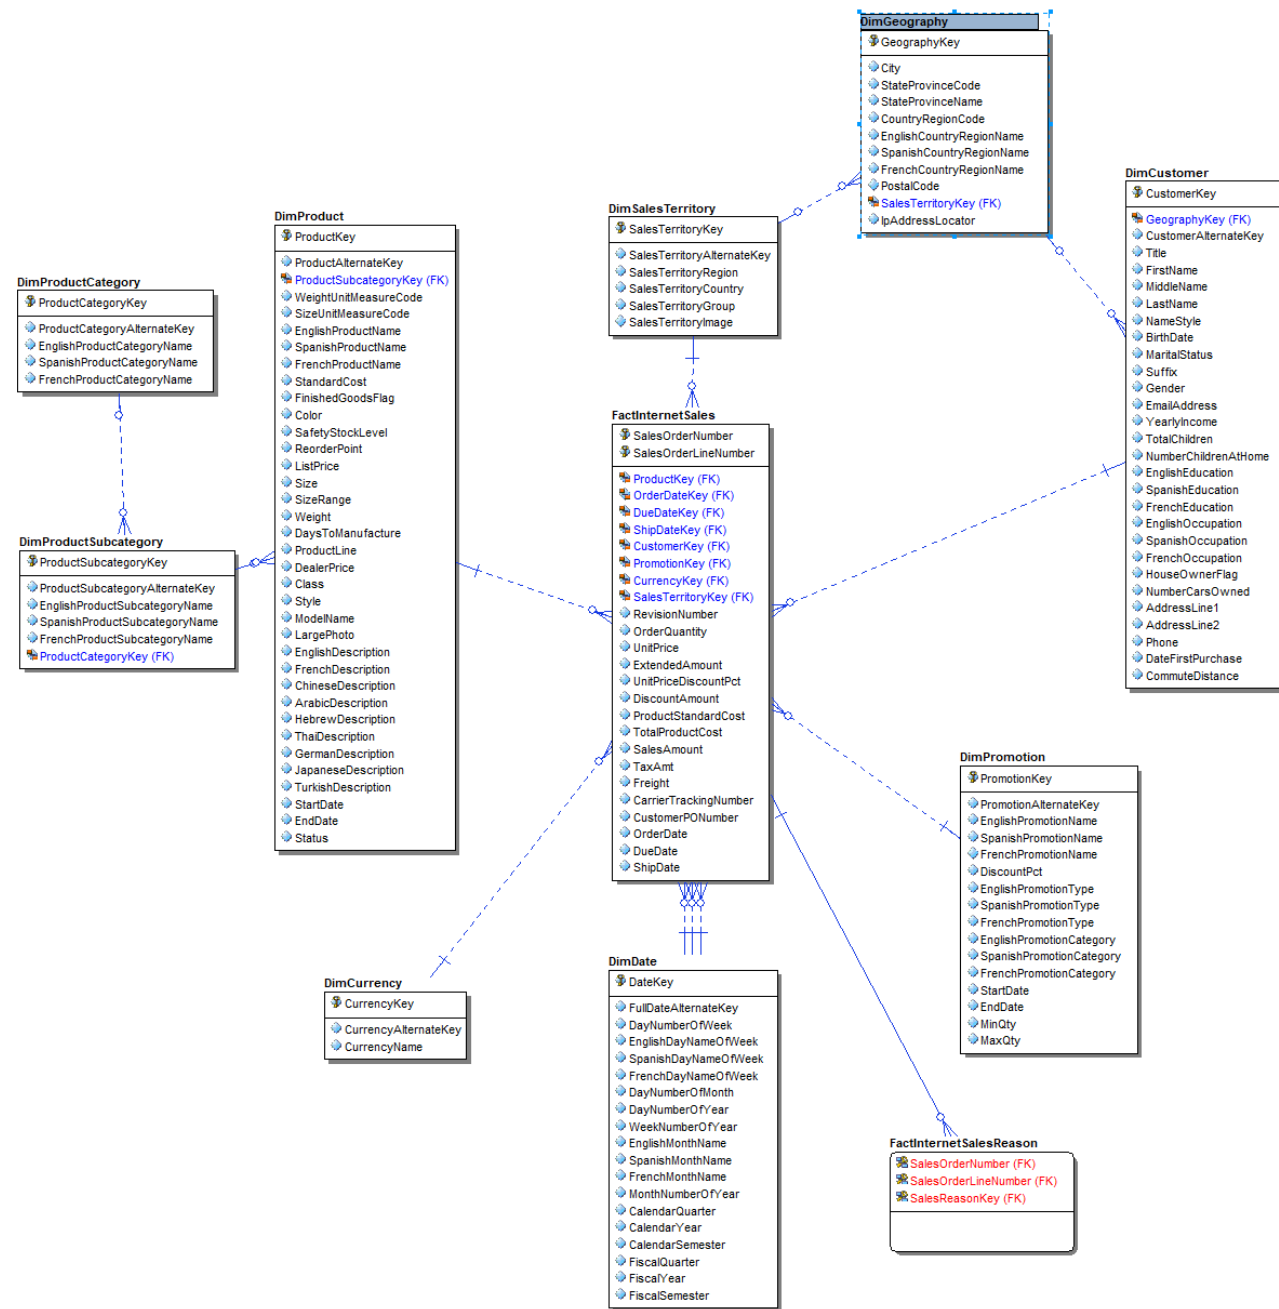 DimGeography
GeographyKey
City
StateProvinceCode
StateProvinceName
CountryRegionCode
EnglishCountryRegionName
SpanishCountryRegionName
FrenchCountryRegionName
PostalCode
SalesTerritoryKey (FK)
IpAddressLocator
DimCustomer
CustomerKey
GeographyKey (FK)
CustomerAlternateKey
Title
FirstName
MiddleName
LastName
NameStyle
BirthDate
MaritalStatus
Suffix
Gender
EmailAddress
YearlyIncome
TotalChildren
NumberChildrenAtHome
EnglishEducation
SpanishEducation
FrenchEducation
EnglishOccupation
SpanishOccupation
FrenchOccupation
HouseOwnerFlag
NumberCarsOwned
AddressLine1
AddressLine2
Phone
DateFirstPurchase
CommuteDistance
DimSalesTerritory
SalesTerritoryKey
SalesTerritoryAlternateKey
SalesTerritoryRegion
SalesTerritoryCountry
SalesTerritoryGroup
SalesTerritoryImage
DimProduct
ProductKey
ProductAlternateKey
ProductSubcategoryKey (FK)
WeightUnitMeasureCode
SizeUnitMeasureCode
EnglishProductName
SpanishProductName
FrenchProductName
StandardCost
FinishedGoodsFlag
Color
SafetyStockLevel
ReorderPoint
ListPrice
Size
SizeRange
Weight
DaysToManufacture
ProductLine
DealerPrice
Class
Style
ModelName
LargePhoto
EnglishDescription
FrenchDescription
ChineseDescription
ArabicDescription
HebrewDescription
ThaiDescription
GermanDescription
JapaneseDescription
TurkishDescription
StartDate
EndDate
Status
DimProductCategory
ProductCategoryKey
ProductCategoryAlternateKey
EnglishProductCategoryName
SpanishProductCategoryName
FrenchProductCategoryName
DimProductSubcategory
ProductSubcategoryKey
ProductSubcategoryAlternateKey
EnglishProductSubcategoryName
SpanishProductSubcategoryName
FrenchProductSubcategoryName
ProductCategoryKey (FK)
FactInternetSales
SalesOrderNumber
SalesOrderLineNumber
ProductKey (FK)
OrderDateKey (FK)
DueDateKey (FK)
ShipDateKey (FK)
CustomerKey (FK)
PromotionKey (FK)
CurrencyKey (FK)
SalesTerritoryKey (FK)
RevisionNumber
OrderQuantity
UnitPrice
ExtendedAmount
UnitPriceDiscountPct
DiscountAmount
ProductStandardCost
TotalProductCost
SalesAmount
TaxAmt
Freight
CarrierTrackingNumber
CustomerPONumber
OrderDate
DueDate
ShipDate
DimPromotion
PromotionKey
PromotionAlternateKey
EnglishPromotionName
SpanishPromotionName
FrenchPromotionName
DiscountPct
EnglishPromotionType
SpanishPromotionType
FrenchPromotionType
EnglishPromotionCategory
SpanishPromotionCategory
FrenchPromotionCategory
StartDate
EndDate
MinQty
MaxQty
DimCurrency
CurrencyKey
CurrencyAlternateKey
CurrencyName
DimDate
DateKey
FullDateAlternateKey
DayNumberOfWeek
EnglishDayNameOfWeek
SpanishDayNameOfWeek
FrenchDayNameOfWeek
DayNumberOfMonth
DayNumberOfYear
WeekNumberOfYear
EnglishMonthName
SpanishMonthName
FrenchMonthName
MonthNumberOfYear
CalendarQuarter
CalendarYear
CalendarSemester
FiscalQuarter
FiscalYear
FiscalSemester
FactInternetSalesReason
SalesOrderNumber (FK)
SalesOrderLineNumber (FK)
SalesReasonKey (FK)